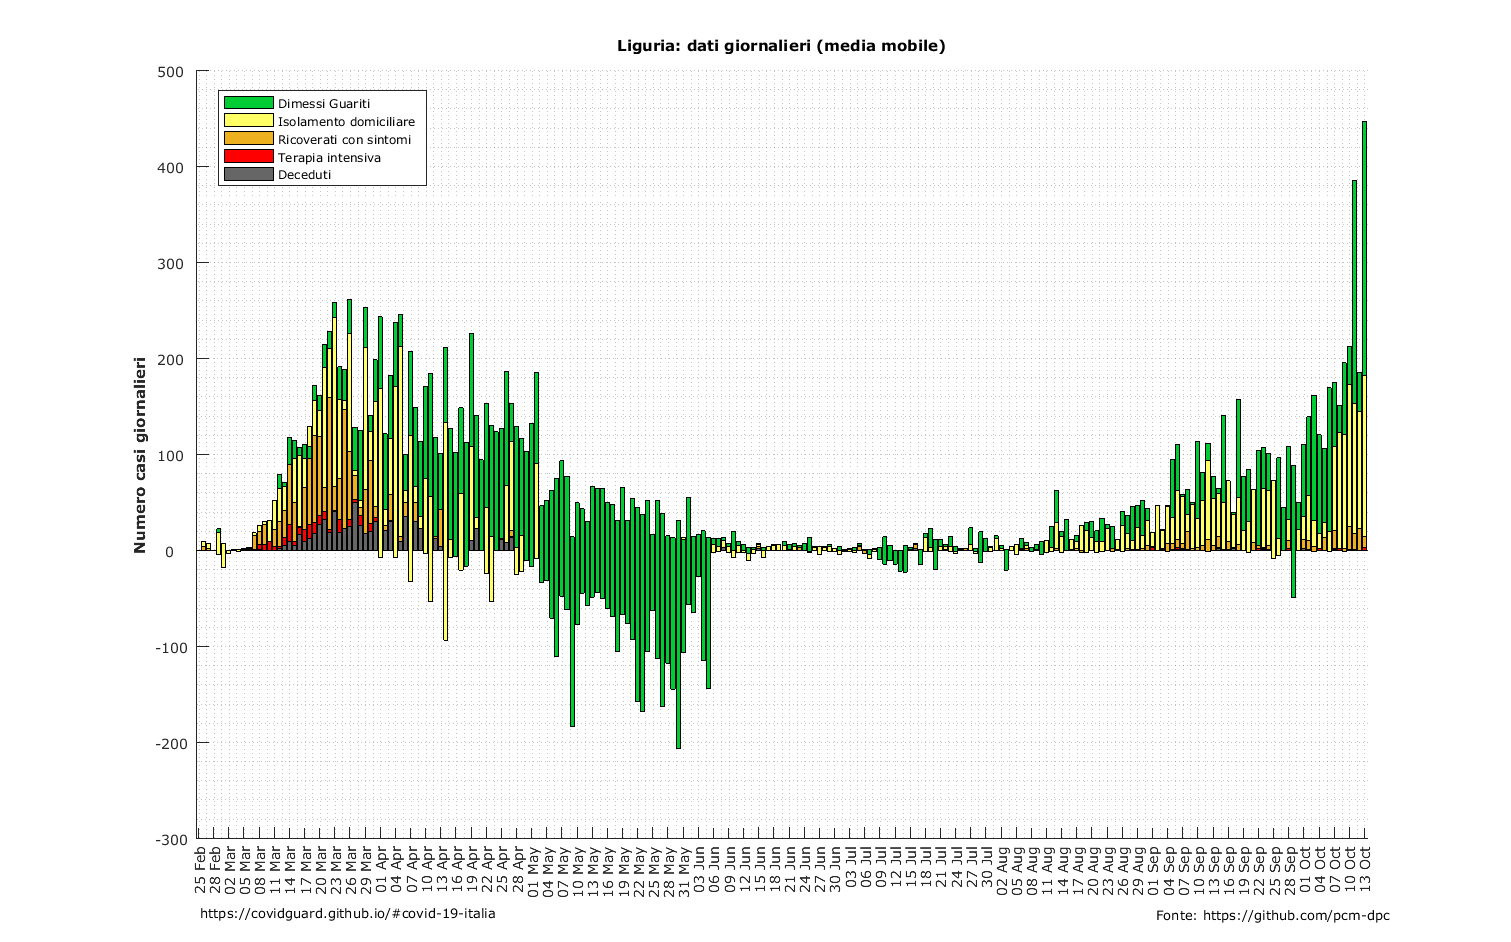 Liguria: dati giornalieri (media mobile)
500
400
300
200
100
0
-100
-200
-300
Numero casi giornalieri
Dimessi Guariti
Isolamento domiciliare
Ricoverati con sintomi
Terapia intensiva
Deceduti
25 Feb
28 Feb
02 Mar
05 Mar
08 Mar
11 Mar
14 Mar
17 Mar
20 Mar
23 Mar
26 Mar
29 Mar
01 Apr
04 Apr
07 Apr
10 Apr
13 Apr
16 Apr
19 Apr
22 Apr
25 Apr
28 Apr
01 May
04 May
07 May
10 May
13 May
16 May
19 May
22 May
25 May
28 May
31 May
03 Jun
06 Jun
09 Jun
12 Jun
15 Jun
18 Jun
21 Jun
24 Jun
27 Jun
30 Jun
03 Jul
06 Jul
09 Jul
12 Jul
15 Jul
18 Jul
21 Jul
24 Jul
27 Jul
30 Jul
02 Aug
05 Aug
08 Aug
11 Aug
14 Aug
17 Aug
20 Aug
23 Aug
26 Aug
29 Aug
01 Sep
04 Sep
07 Sep
10 Sep
13 Sep
16 Sep
19 Sep
22 Sep
25 Sep
28 Sep
01 Oct
04 Oct
07 Oct
10 Oct
13 Oct
https://covidguard.github.io/#covid-19-italia
Fonte: https://github.com/pcm-dpc